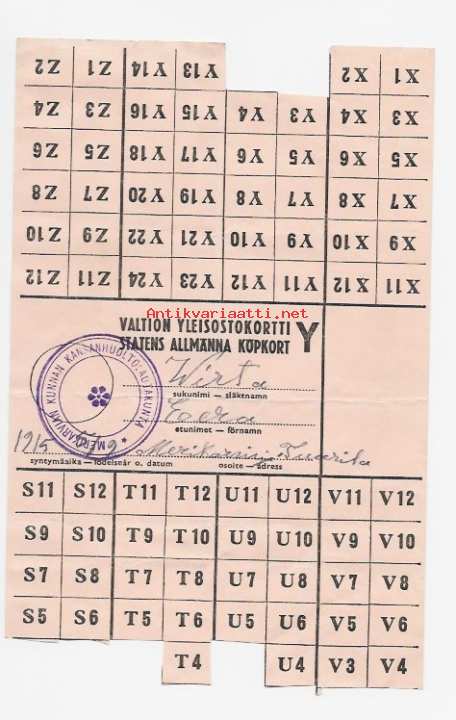 Z2 Z1 Y14 Y13 X2 X1
Z4 Z3 Y16 Y15 Y4 Y3 X4 X3
Z6 Z5 Y18 Y17 Y6 Y5 X6 X5
Z8 Z7 Y20 Y19 Y8 Y7 X8 X7
Z10 Z9 Y22 Y21 Y10 Y9 X10 X9
Z12 Z11 Y24 Y23 Y12 Y11 X12 X11
Antikvariaatti.net
VALTION YLEISOSTOKORTTI Y
STATENS ALLMÄNNA KÖPKORT
MERIKARVIAN KUNNAN KANSANHUOLTOLAUTAKUNTA
Wirta
sukunimi — släktnamn
Eera
etunimet — förnamn
syntymäaika — födelseår o. datum osoite — adress
S11 S12 T11 T12 U11 U12 V11 V12
S9 S10 T9 T10 U9 U10 V9 V10
S7 S8 T7 T8 U7 U8 V7 V8
S5 S6 T5 T6 U5 U6 V5 V6
T4 U4 V3 V4